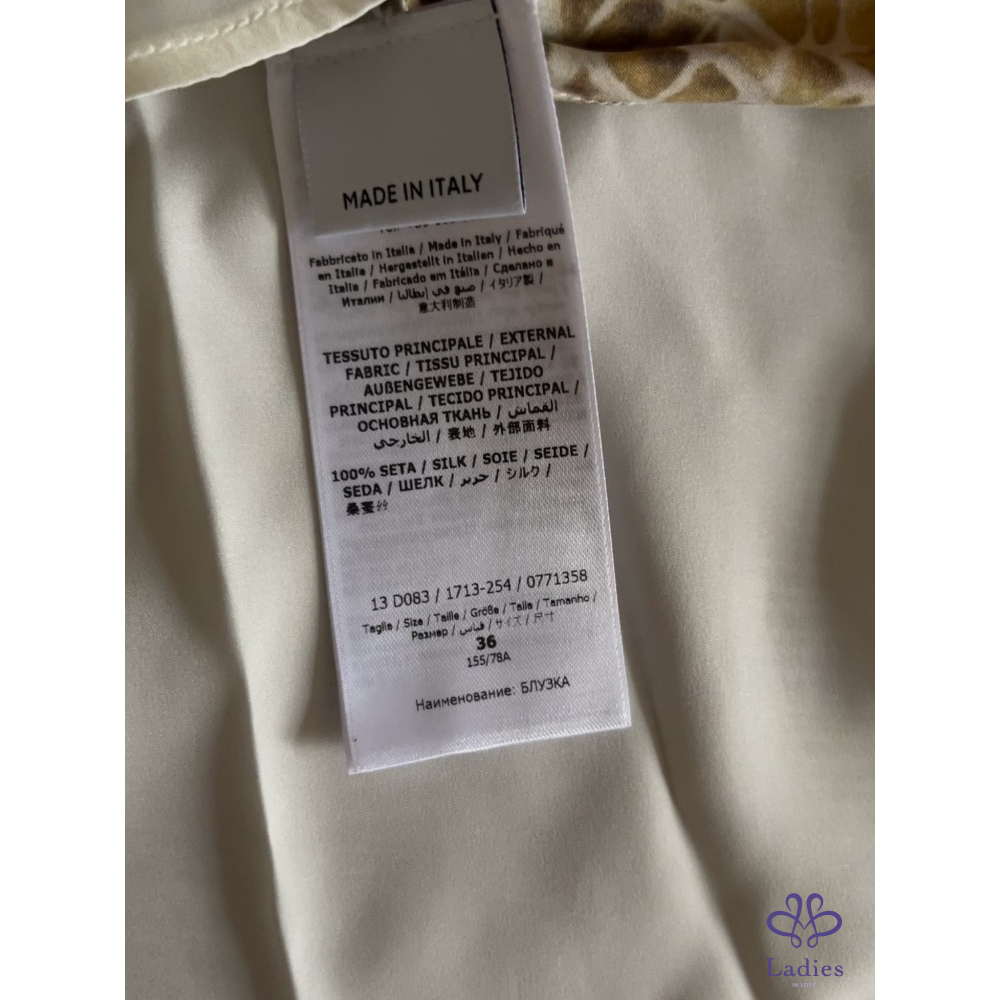 MADE IN ITALY
Fabbricato in Italia / Made in Italy / Fabriqué
en Italie / Hergestellt in Italien / Hecho en
Italia / Fabricado em Itália / Сделано в
Италии / صنع في إيطاليا / イタリア製 /
意大利制造
TESSUTO PRINCIPALE / EXTERNAL
FABRIC / TISSU PRINCIPAL /
AUßENGEWEBE / TEJIDO
PRINCIPAL / TECIDO PRINCIPAL /
ОСНОВНАЯ ТКАНЬ / القماش
الخارجي / 表地 / 外部面料
100% SETA / SILK / SOIE / SEIDE /
SEDA / ШЕЛК / حرير / シルク /
桑蚕丝
13 D083 / 1713-254 / 0771358
Taglia / Size / Taille / Größe / Talla / Tamanho /
Размер / قياس / サイズ / 尺寸
36
155/78A
Наименование: БЛУЗКА
Ladies
IN LOVE